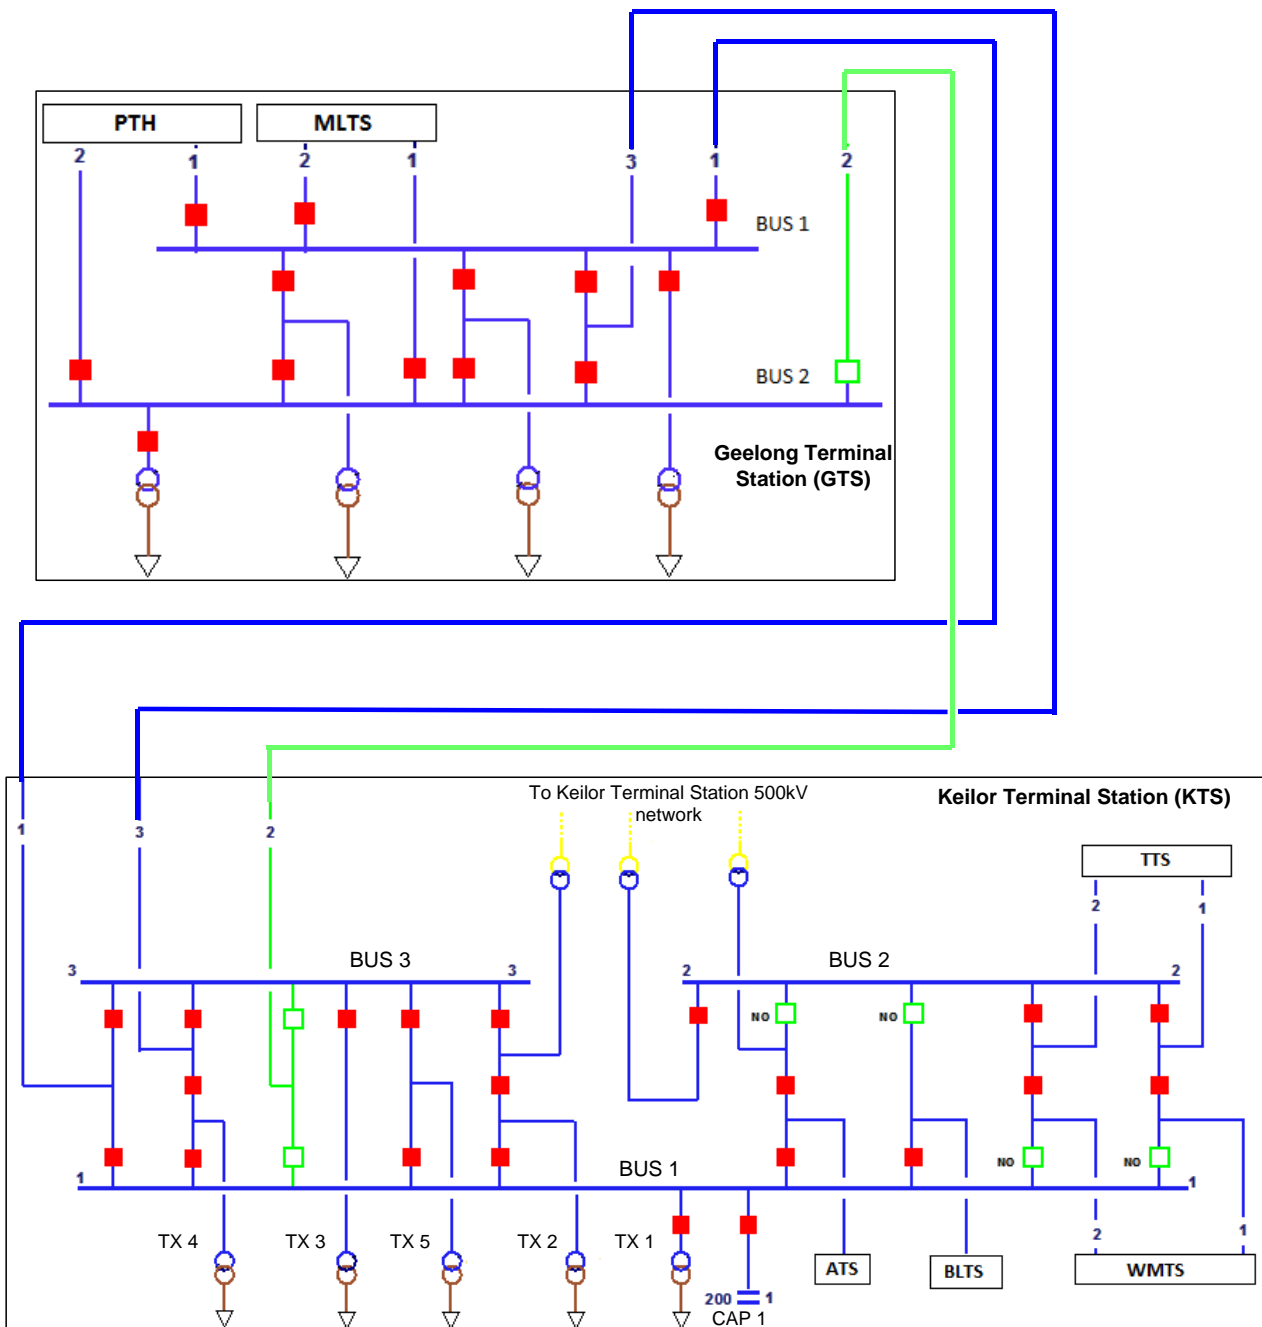 PTH
MLTS
2
1
2
1
3
1
2
BUS 1
BUS 2
Geelong Terminal
Station (GTS)
To Keilor Terminal Station 500kV
network
Keilor Terminal Station (KTS)
1
3
2
TTS
2
1
3
BUS 3
3
2
BUS 2
2
NO
NO
NO
NO
1
BUS 1
1
TX 4
TX 3
TX 5
TX 2
TX 1
2
1
ATS
BLTS
WMTS
200
1
CAP 1